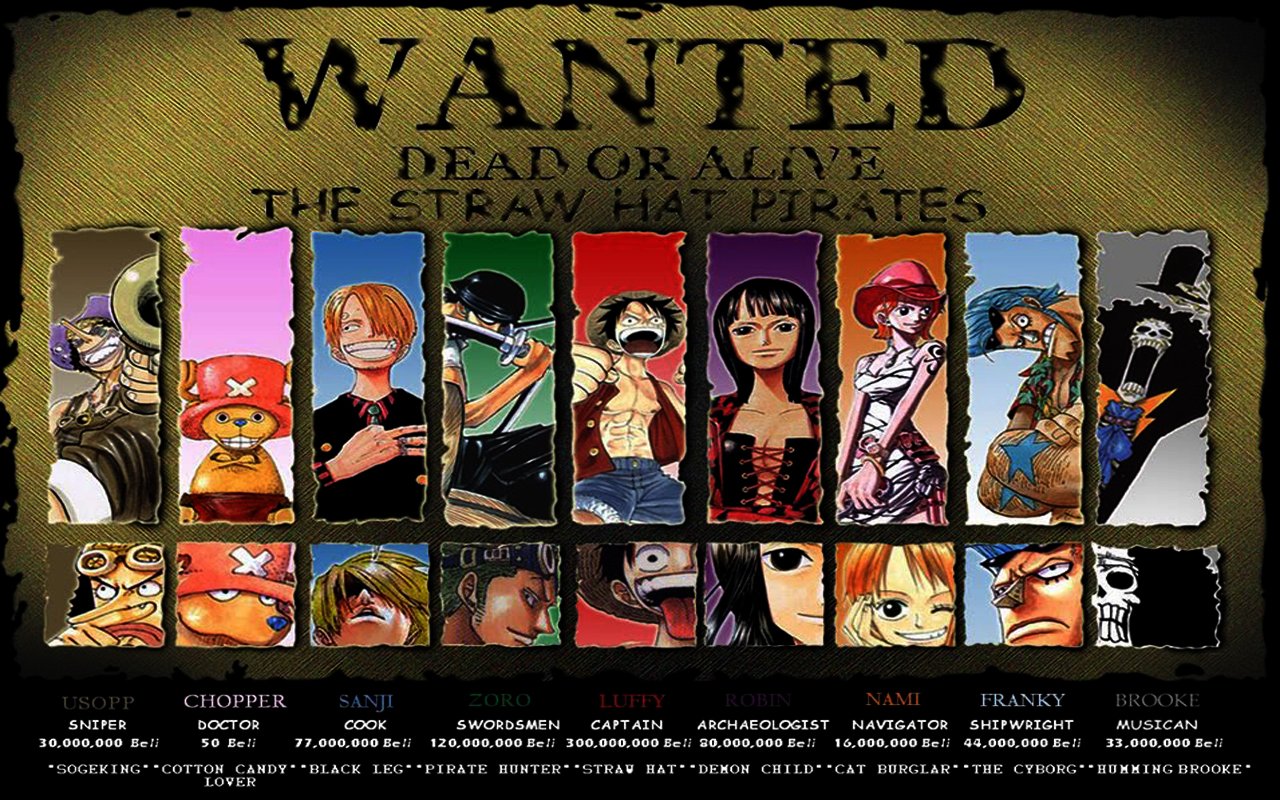 WANTED
DEAD OR ALIVE
THE STRAW HAT PIRATES
USOPP CHOPPER SANJI ZORO LUFFY ROBIN NAMI FRANKY BROOKE
SNIPER DOCTOR COOK SWORDSMEN CAPTAIN ARCHAEOLOGIST NAVIGATOR SHIPWRIGHT MUSICAN
30,000,000 Beli 50 Beli 77,000,000 Beli 120,000,000 Beli 300,000,000 Beli 80,000,000 Beli 16,000,000 Beli 44,000,000 Beli 33,000,000 Beli
"SOGEKING" "COTTON CANDY "BLACK LEG" "PIRATE HUNTER" "STRAW HAT" "DEMON CHILD" "CAT BURGLAR" "THE CYBORG" "HUMMING BROOKE"
LOVER